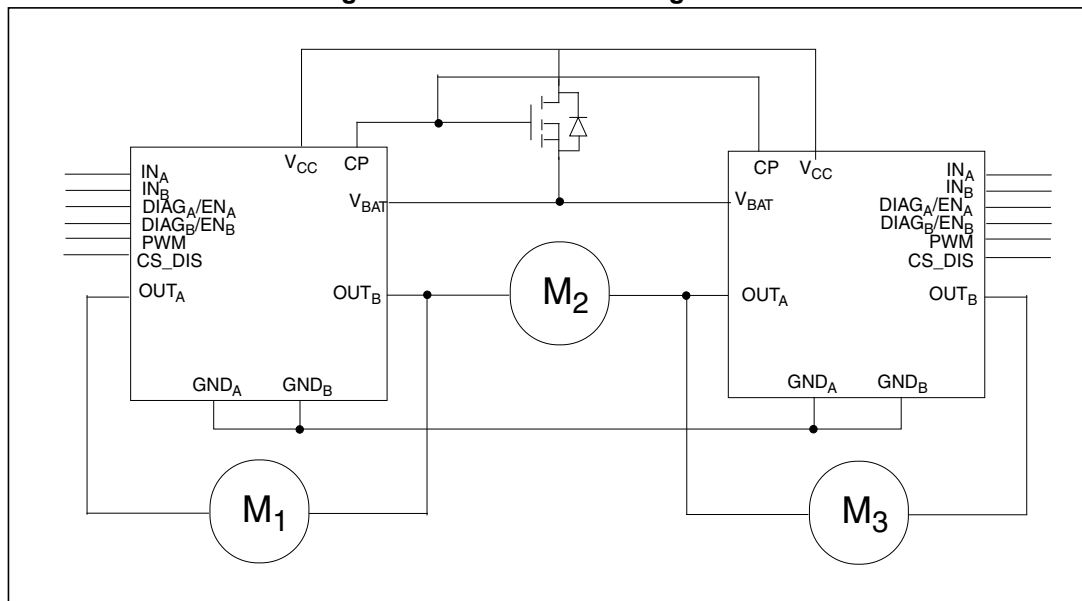 V_CC
CP
IN_A
IN_B
DIAG_A/EN_A
DIAG_B/EN_B
PWM
CS_DIS
OUT_A
V_BAT
OUT_B
GND_A
GND_B
M_1
M_2
CP
V_CC
V_BAT
IN_A
IN_B
DIAG_A/EN_A
DIAG_B/EN_B
PWM
CS_DIS
OUT_A
OUT_B
GND_A
GND_B
M_3